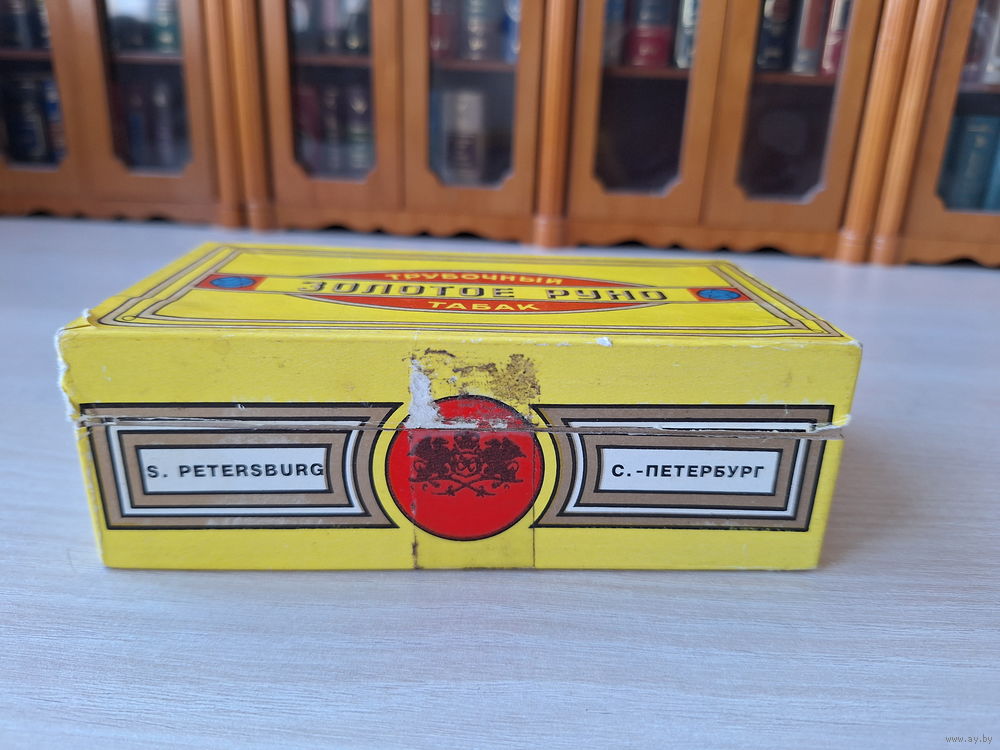 ТРУБОЧНЫЙ
ЗОЛОТОЕ РУНО
ТАБАК
S. PETERSBURG
С.-ПЕТЕРБУРГ
www.ay.by